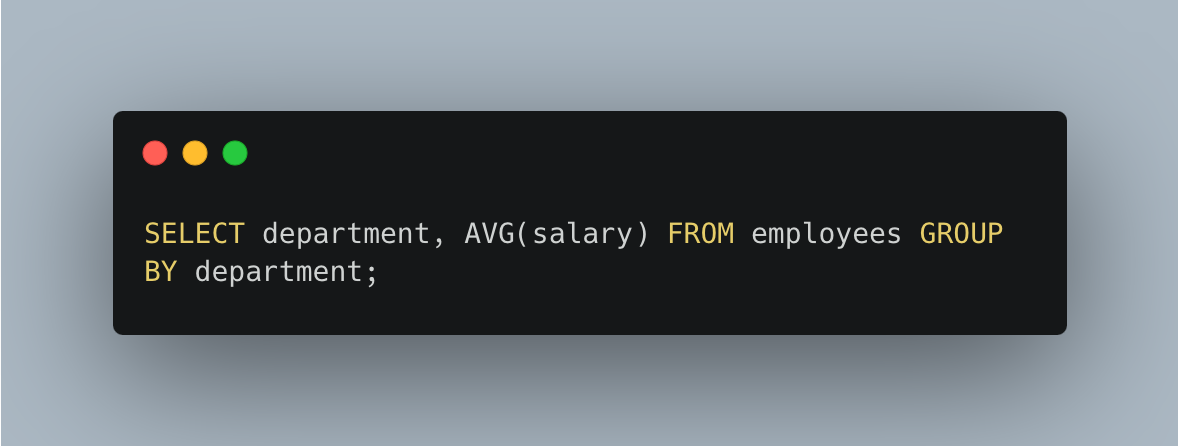 SELECT department, AVG(salary) FROM employees GROUP
BY department;